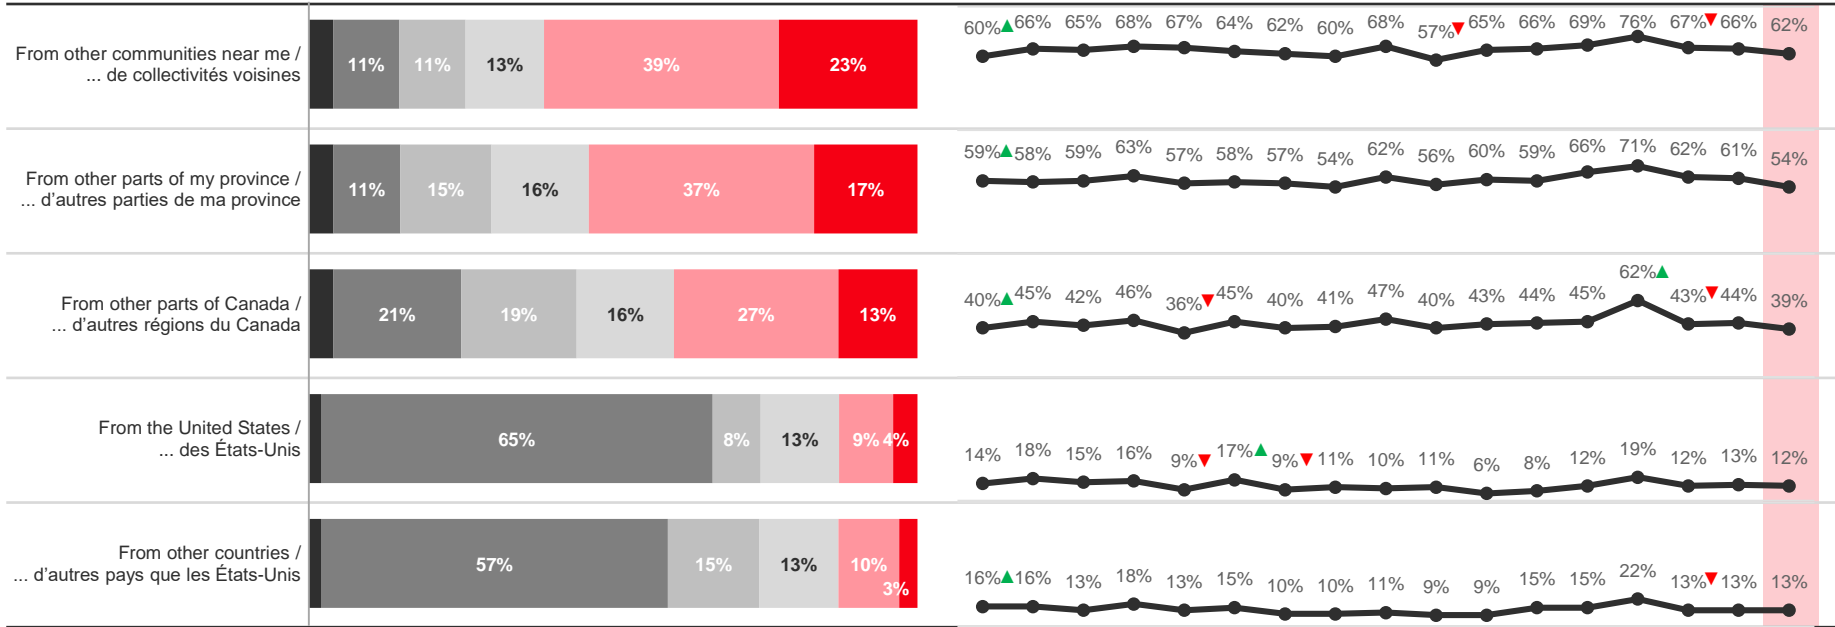 From other communities near me /
... de collectivités voisines
11% 11% 13% 39% 23%
60%▲ 66% 65% 68% 67% 64% 62% 60% 68% 57%▼ 65% 66% 69% 76% 67%▼ 66% 62%
From other parts of my province /
... d'autres parties de ma province
11% 15% 16% 37% 17%
59%▲ 58% 59% 63% 57% 58% 57% 54% 62% 56% 60% 59% 66% 71% 62% 61% 54%
From other parts of Canada /
... d'autres régions du Canada
21% 19% 16% 27% 13%
40%▲ 45% 42% 46% 36%▼ 45% 40% 41% 47% 40% 43% 44% 45% 62%▲ 43%▼ 44% 39%
From the United States /
... des États-Unis
65% 8% 13% 9% 4%
14% 18% 15% 16% 9%▼ 17%▲ 9%▼ 11% 10% 11% 6% 8% 12% 19% 12% 13% 12%
From other countries /
... d'autres pays que les États-Unis
57% 15% 13% 10% 3%
16%▲ 16% 13% 18% 13% 15% 10% 10% 11% 9% 9% 15% 15% 22% 13%▼ 13% 13%